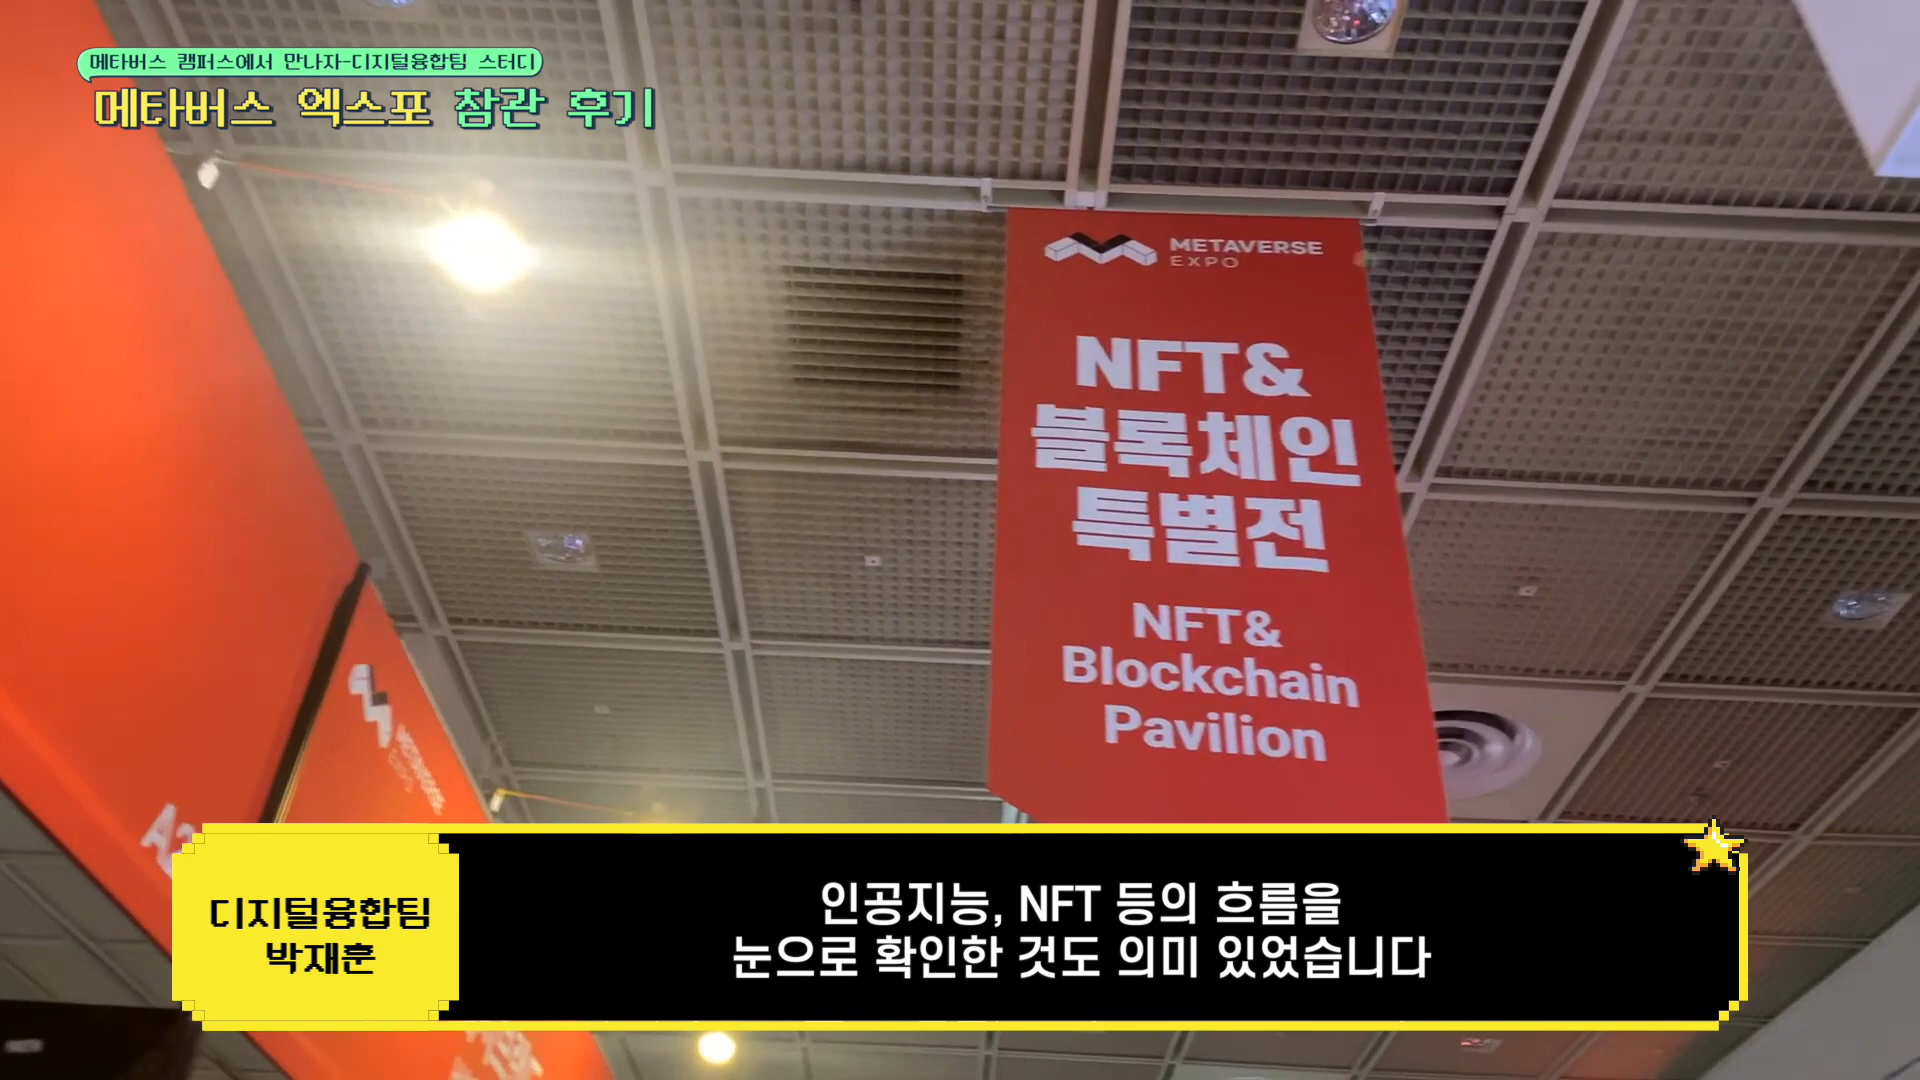 메타버스 캠퍼스에서 만나자-디지털융합팀 스터디
메타버스 엑스포 참관 후기
METAVERSE
EXPO
NFT&
블록체인
특별전
NFT&
Blockchain
Pavilion
디지털융합팀
박재훈
인공지능, NFT 등의 흐름을
눈으로 확인한 것도 의미 있었습니다